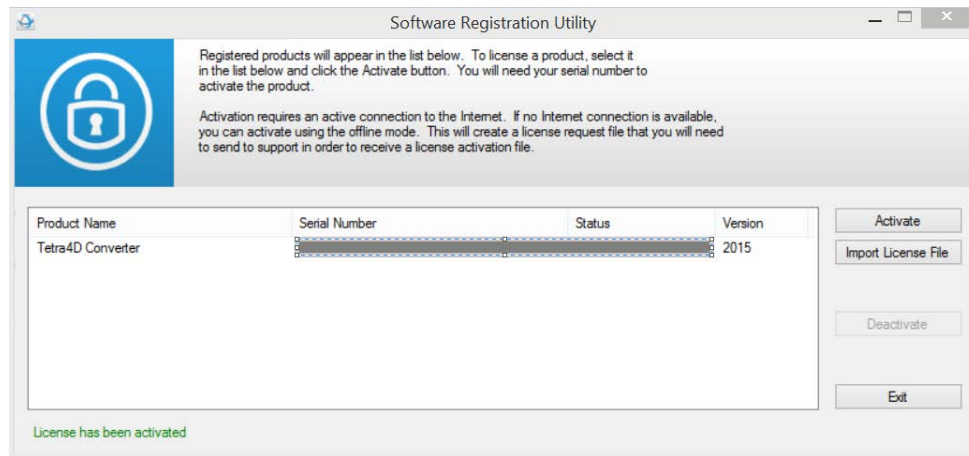 Software Registration Utility
Registered products will appear in the list below. To license a product, select it
in the list below and click the Activate button. You will need your serial number to
activate the product.
Activation requires an active connection to the Internet. If no Internet connection is available,
you can activate using the offline mode. This will create a license request file that you will need
to send to support in order to receive a license activation file.
Product Name Serial Number Status Version
Tetra4D Converter 2015
Activate
Import License File
Deactivate
Exit
License has been activated